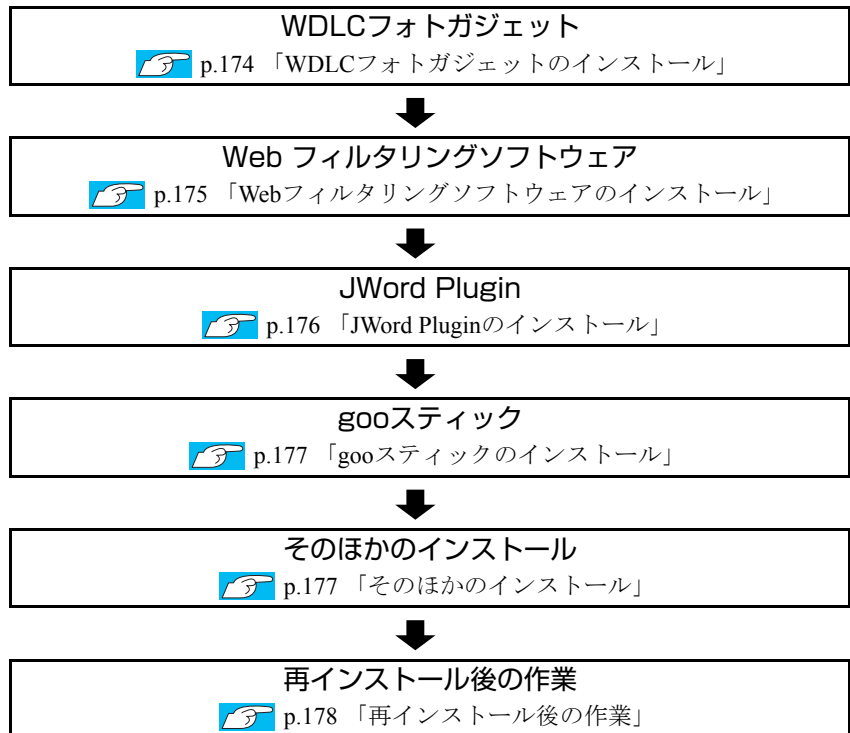 WDLCフォトガジェット
p.174 「WDLCフォトガジェットのインストール」
Web フィルタリングソフトウェア
p.175 「Webフィルタリングソフトウェアのインストール」
JWord Plugin
p.176 「JWord Pluginのインストール」
gooスティック
p.177 「gooスティックのインストール」
そのほかのインストール
p.177 「そのほかのインストール」
再インストール後の作業
p.178 「再インストール後の作業」